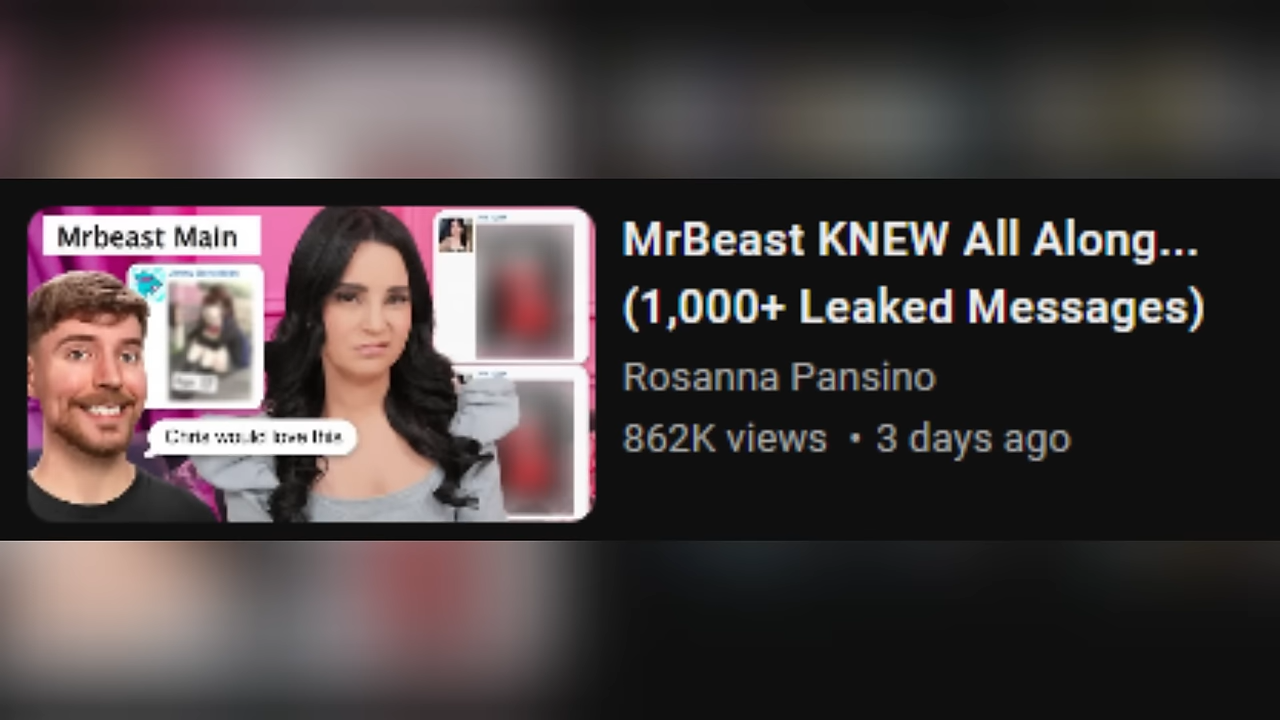 Mrbeast Main
Chris would love this
MrBeast KNEW All Along...
(1,000+ Leaked Messages)
Rosanna Pansino
862K views • 3 days ago